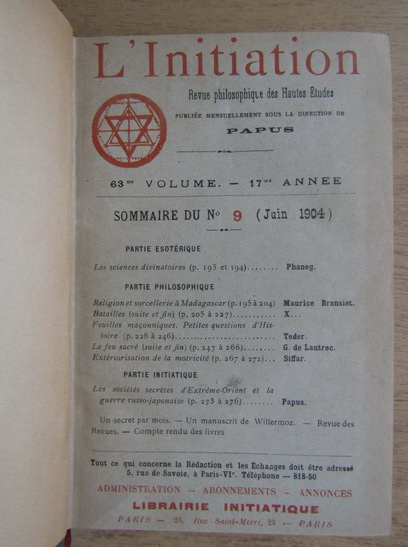 L'Initiation
Revue philosophique des Hautes Études
PUBLIÉE MENSUELLEMENT SOUS LA DIRECTION DE
PAPUS
63me VOLUME. — 17me ANNÉE
SOMMAIRE DU No 9 (Juin 1904)
PARTIE ESOTÉRIQUE
Les sciences divinatoires (p. 193 et 194)........ Phaneg.
PARTIE PHILOSOPHIQUE
Religion et sorcellerie à Madagascar (p. 195 à 204) Maurice Bransiet.
Batailles (suite et fin) (p. 205 à 227).......... X...
Feuilles maçonniques. Petites questions d'His-
toire (p. 228 à 246)........................ Teder.
Le feu sacré (suite et fin) (p. 247 à 266)....... G. de Lautrec.
Extériorisation de la motricité (p. 267 à 272)... Siffar.
PARTIE INITIATIQUE
Les sociétés secrètes d'Extrême-Orient et la
guerre russo-japonaise (p. 273 à 276)........ Papus.
Un secret par mois. — Un manuscrit de Willermoz. — Revue des
Revues. — Compte rendu des livres
Tout ce qui concerne la Rédaction et les Echanges doit être adressé
5, rue de Savoie, à Paris-VIe. Téléphone — 818-50
ADMINISTRATION — ABONNEMENTS — ANNONCES
LIBRAIRIE INITIATIQUE
PARIS — 23, Rue Saint-Merri, 23 — PARIS